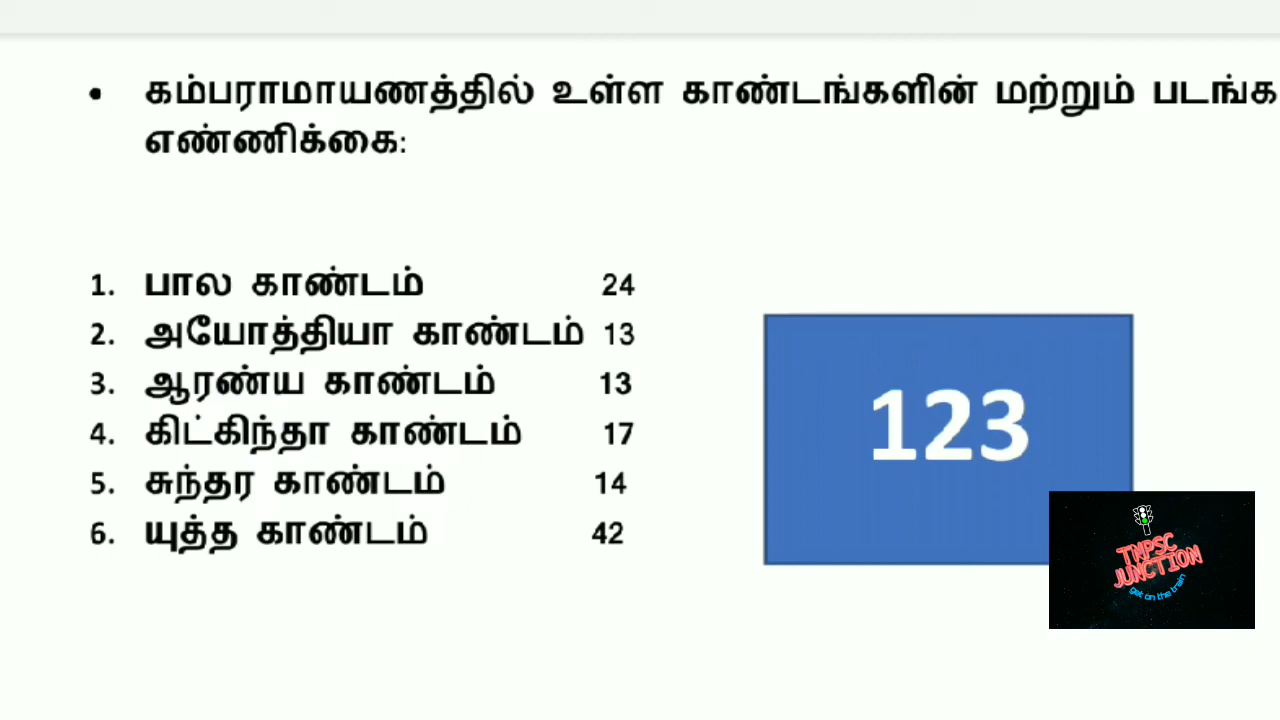 • கம்பராமாயணத்தில் உள்ள காண்டங்களின் மற்றும் படங்க
எண்ணிக்கை:
1. பால காண்டம் 24
2. அயோத்தியா காண்டம் 13
3. ஆரண்ய காண்டம் 13
4. கிட்கிந்தா காண்டம் 17
5. சுந்தர காண்டம் 14
6. யுத்த காண்டம் 42
123
TNPSC
JUNCTION
get on the train